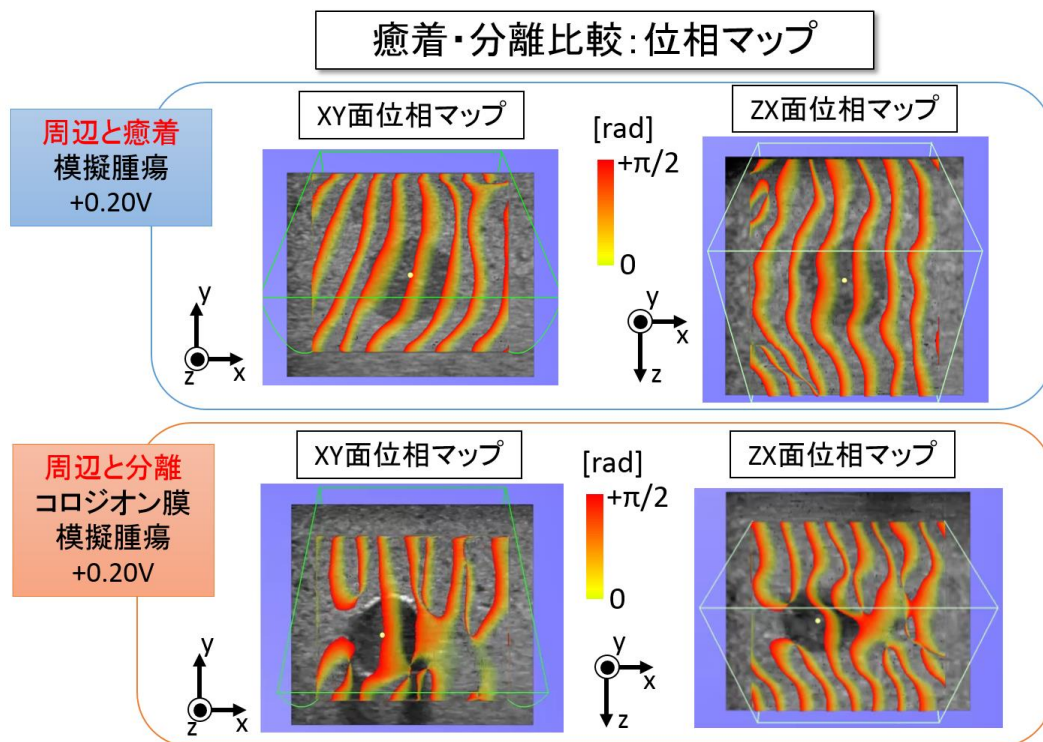 癒着・分離比較：位相マップ
周辺と癒着
模擬腫瘍
+0.20V
XY面位相マップ
[rad]
+π/2
0
ZX面位相マップ
y
z
x
y
x
z
周辺と分離
コロジオン膜
模擬腫瘍
+0.20V
XY面位相マップ
[rad]
+π/2
0
ZX面位相マップ
y
z
x
y
x
z